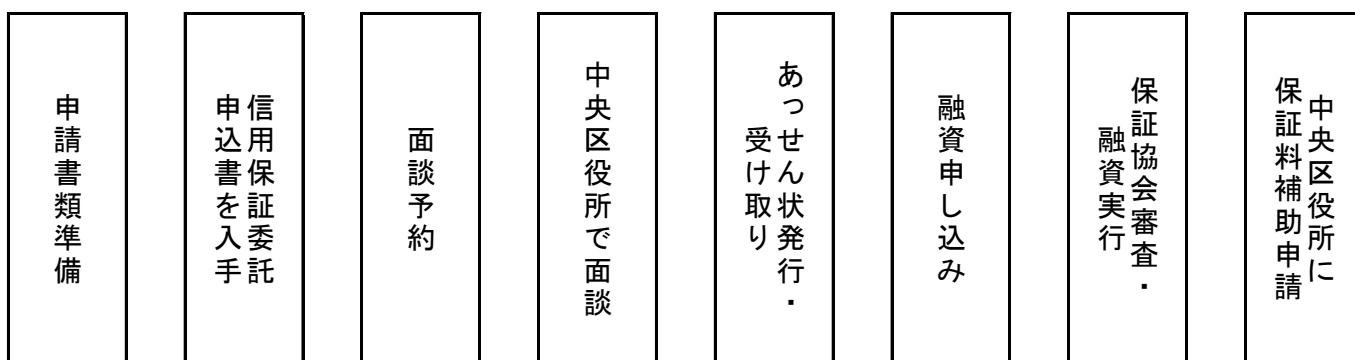 申請書類準備
信用保証委託
申込書を入手
面談予約
中央区役所で面談
あっせん状発行・
受け取り
融資申し込み
保証協会審査・
融資実行
中央区役所に
保証料補助申請